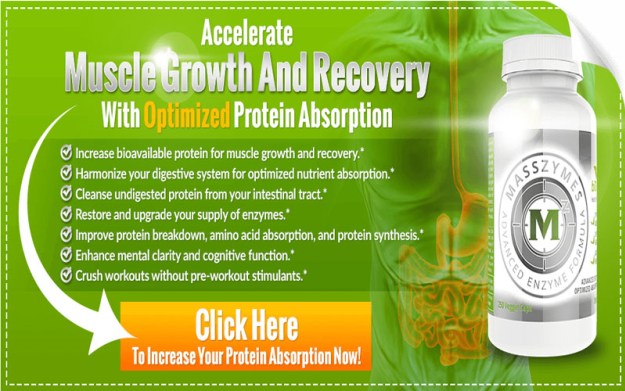 Accelerate
Muscle Growth And Recovery
With Optimized Protein Absorption
Increase bioavailable protein for muscle growth and recovery.*
Harmonize your digestive system for optimized nutrient absorption.*
Cleanse undigested protein from your intestinal tract.*
Restore and upgrade your supply of enzymes.*
Improve protein breakdown, amino acid absorption, and protein synthesis.*
Enhance mental clarity and cognitive function.*
Crush workouts without pre-workout stimulants.*
Click Here
To Increase Your Protein Absorption Now!
MASSZYMES
M
ADVANCED ENZYME FORMULA